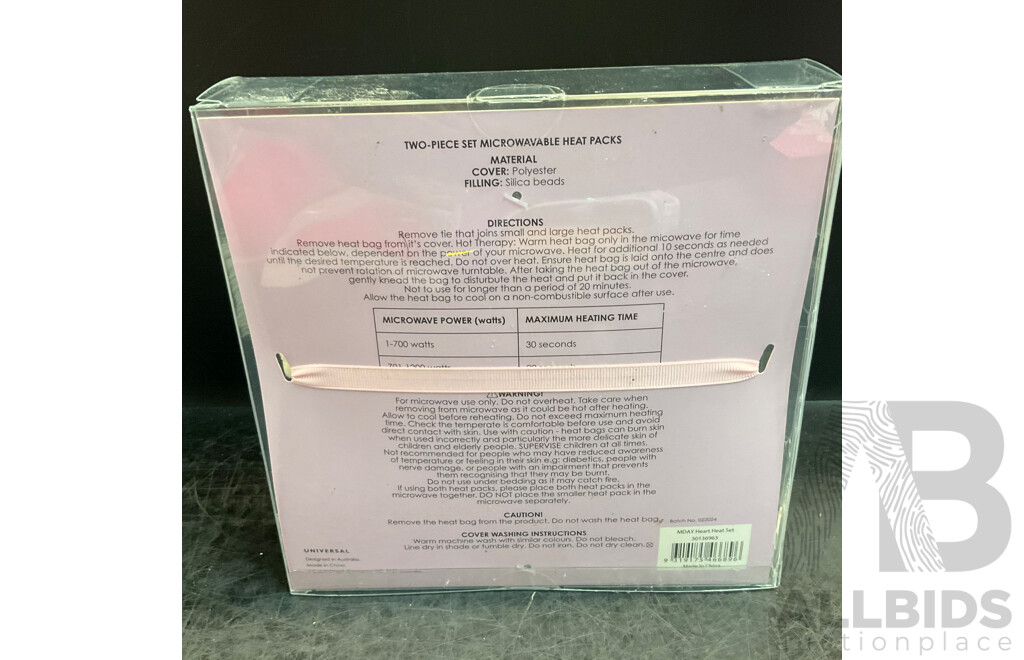 TWO-PIECE SET MICROWAVABLE HEAT PACKS
MATERIAL
COVER: Polyester
FILLING: Silica beads
DIRECTIONS
Remove tie that joins small and large heat packs.
Remove heat bag from it's cover. Hot Therapy: Warm heat bag only in the micowave for time
indicated below, dependent on the power of your microwave. Heat for additional 10 seconds as needed
until the desired temperature is reached. Do not over heat. Ensure heat bag is laid onto the centre and does
not prevent rotation of microwave turntable. After taking the heat bag out of the microwave,
gently knead the bag to disturbute the heat and put it back in the cover.
Not to use for longer than a period of 20 minutes.
Allow the heat bag to cool on a non-combustible surface after use.
MICROWAVE POWER (watts) MAXIMUM HEATING TIME
1-700 watts 30 seconds
WARNING!
For microwave use only. Do not overheat. Take care when
removing from microwave as it could be hot after heating.
Allow to cool before reheating. Do not exceed maximum heating
time. Check the temperate is comfortable before use and avoid
direct contact with skin. Use with caution - heat bags can burn skin
when used incorrectly and particularly the more delicate skin of
children and elderly people. SUPERVISE children at all times.
Not recommended for people who may have reduced awareness
of temperature or feeling in their skin e.g: diabetics, people with
nerve damage, or people with an impairment that prevents
them recognising that they may be burnt.
Do not use under bedding as it may catch fire.
If using both heat packs, please place both heat packs in the
microwave together. DO NOT place the smaller heat pack in the
microwave separately.
CAUTION!
Remove the heat bag from the product. Do not wash the heat bag.
COVER WASHING INSTRUCTIONS
Warm machine wash with similar colours. Do not bleach.
Line dry in shade or tumble dry. Do not iron. Do not dry clean.
UNIVERSAL
Designed in Australia
Made in China
Batch No.
MDAY Heart Heat Set
Made in China
AB
ALLBIDS
auctionplace